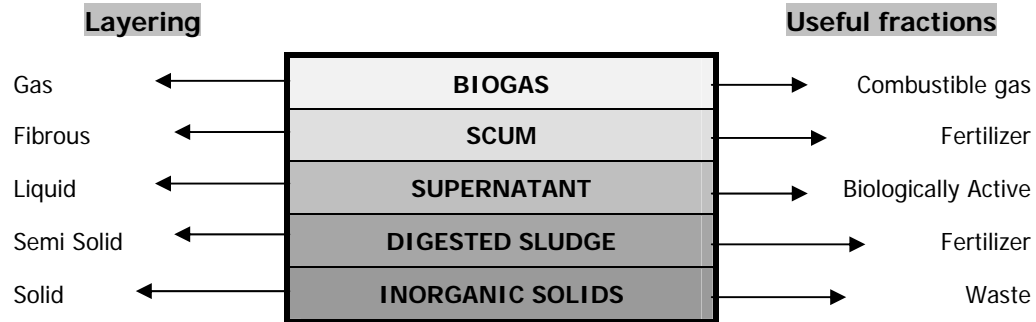 Layering Useful fractions
Gas BIOGAS Combustible gas
Fibrous SCUM Fertilizer
Liquid SUPERNATANT Biologically Active
Semi Solid DIGESTED SLUDGE Fertilizer
Solid INORGANIC SOLIDS Waste